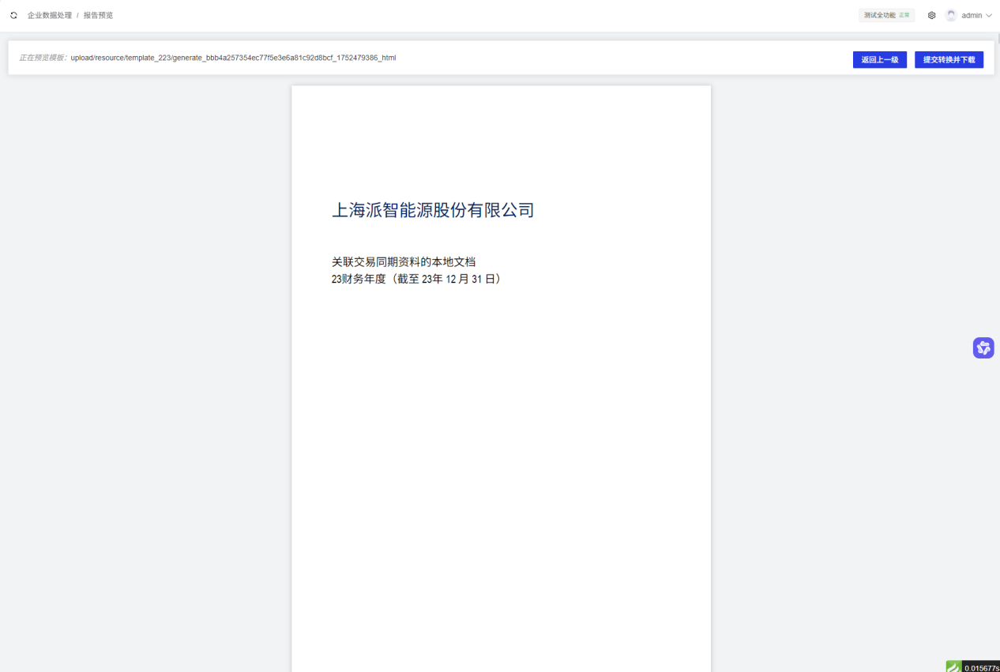 企业数据处理 / 报告预览
测试全功能 正常
admin
正在预览模板：upload/resource/template_223/generate_bbb4a257354ec77f5e3e6a81c92d8bcf_1752479386_html
返回上一级
提交转换并下载
上海派智能源股份有限公司
关联交易同期资料的本地文档
23财务年度（截至 23年 12 月 31 日）
0.015677s